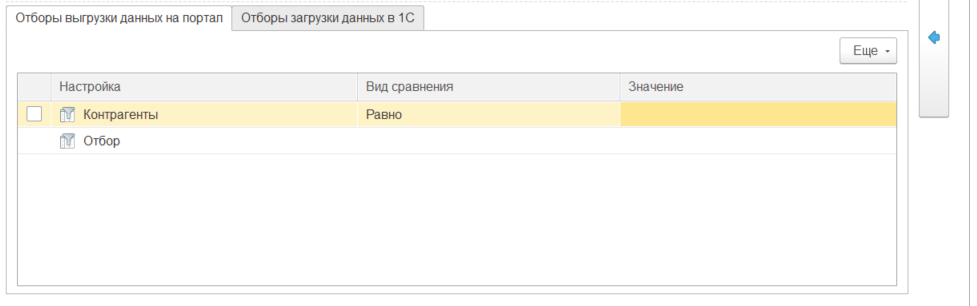 Отборы выгрузки данных на портал Отборы загрузки данных в 1С
Еще
Настройка Вид сравнения Значение
Контрагенты Равно
Отбор